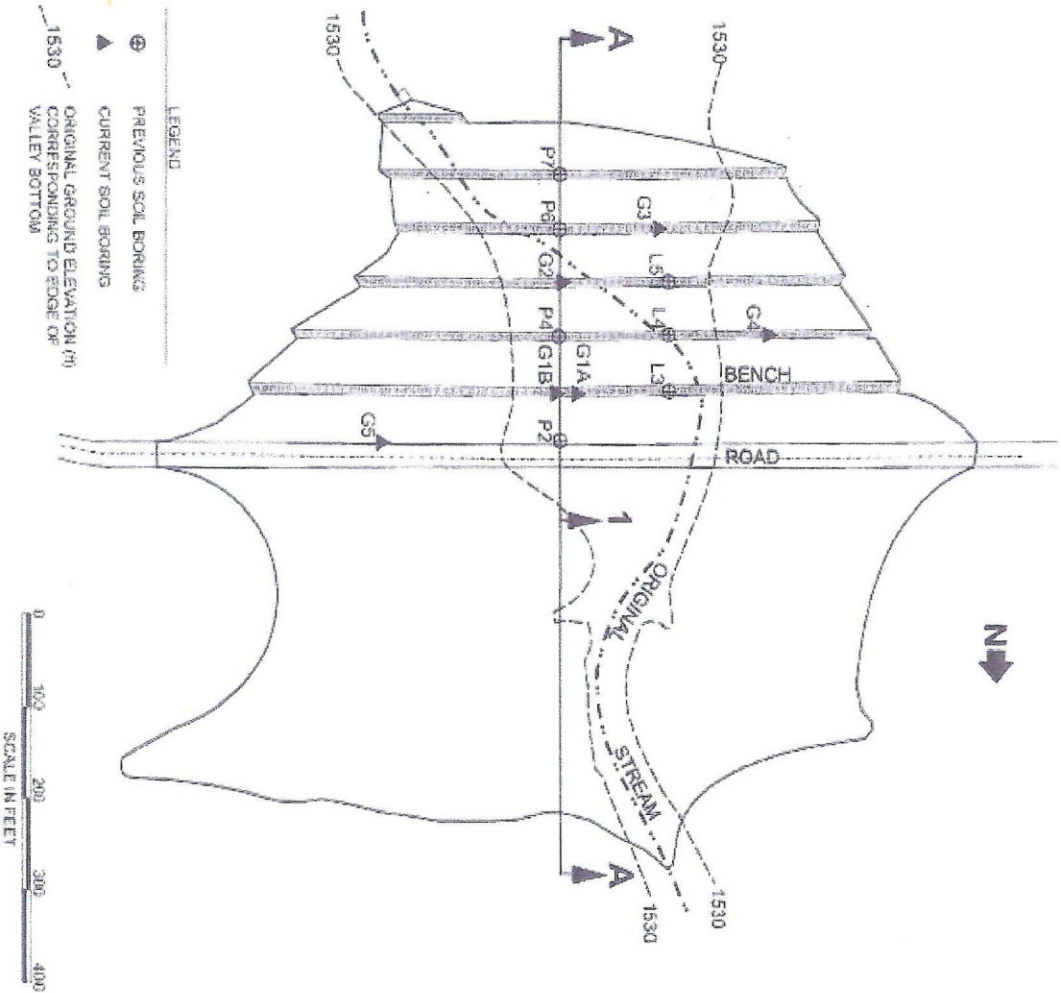 A
1530
1530
P7
P6
G3
G2
L5
P4
L4
G4
G1B
G1A
L3
BENCH
P2
G5
ROAD
1
ORIGINAL
STREAM
N
A
1530
1530
LEGEND
PREVIOUS SOIL BORING
CURRENT SOIL BORING
1530
ORIGINAL GROUND ELEVATION (ft)
CORRESPONDING TO EDGE OF
VALLEY BOTTOM
0 100 200 300 400
SCALE IN FEET